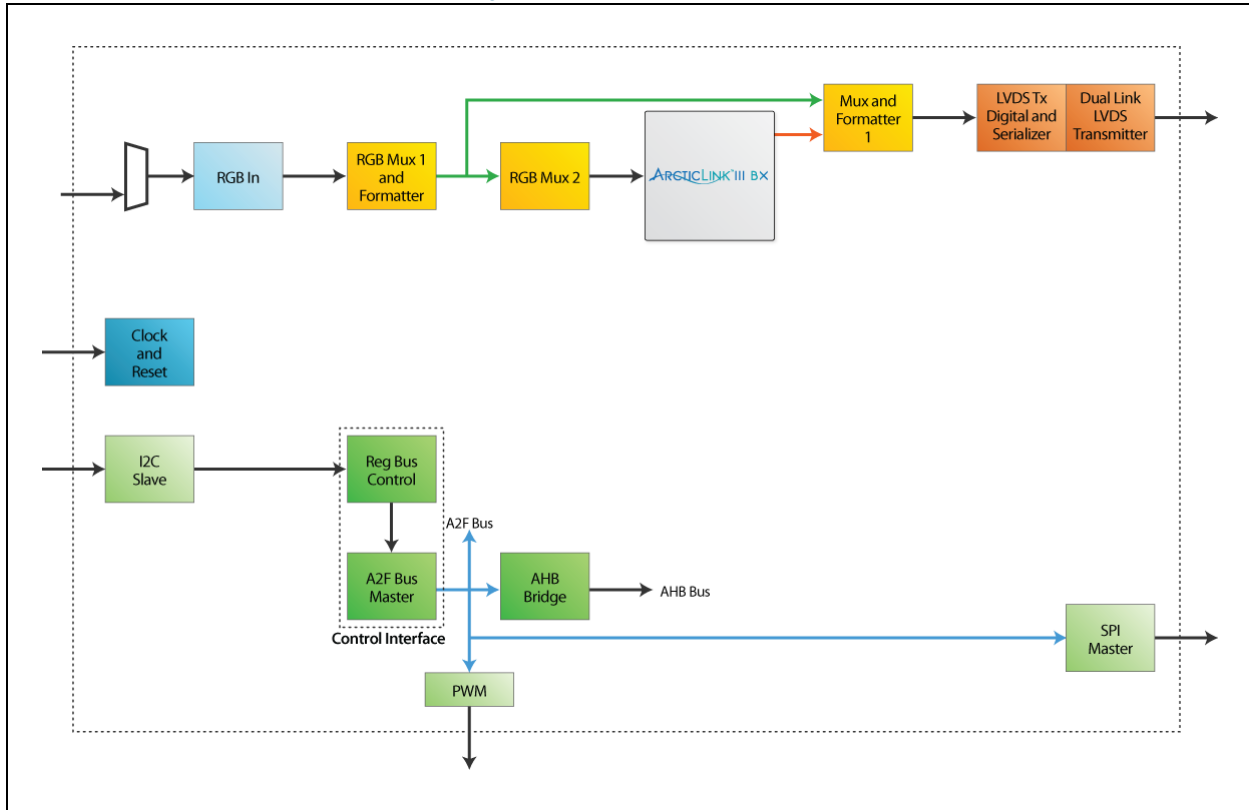 Mux and
Formatter
1
LVDS Tx
Digital and
Serializer
Dual Link
LVDS
Transmitter
RGB In
RGB Mux 1
and
Formatter
RGB Mux 2
ARCTICLINK III BX
Clock
and
Reset
I2C
Slave
Reg Bus
Control
A2F Bus
A2F Bus
Master
AHB
Bridge
AHB Bus
Control Interface
SPI
Master
PWM